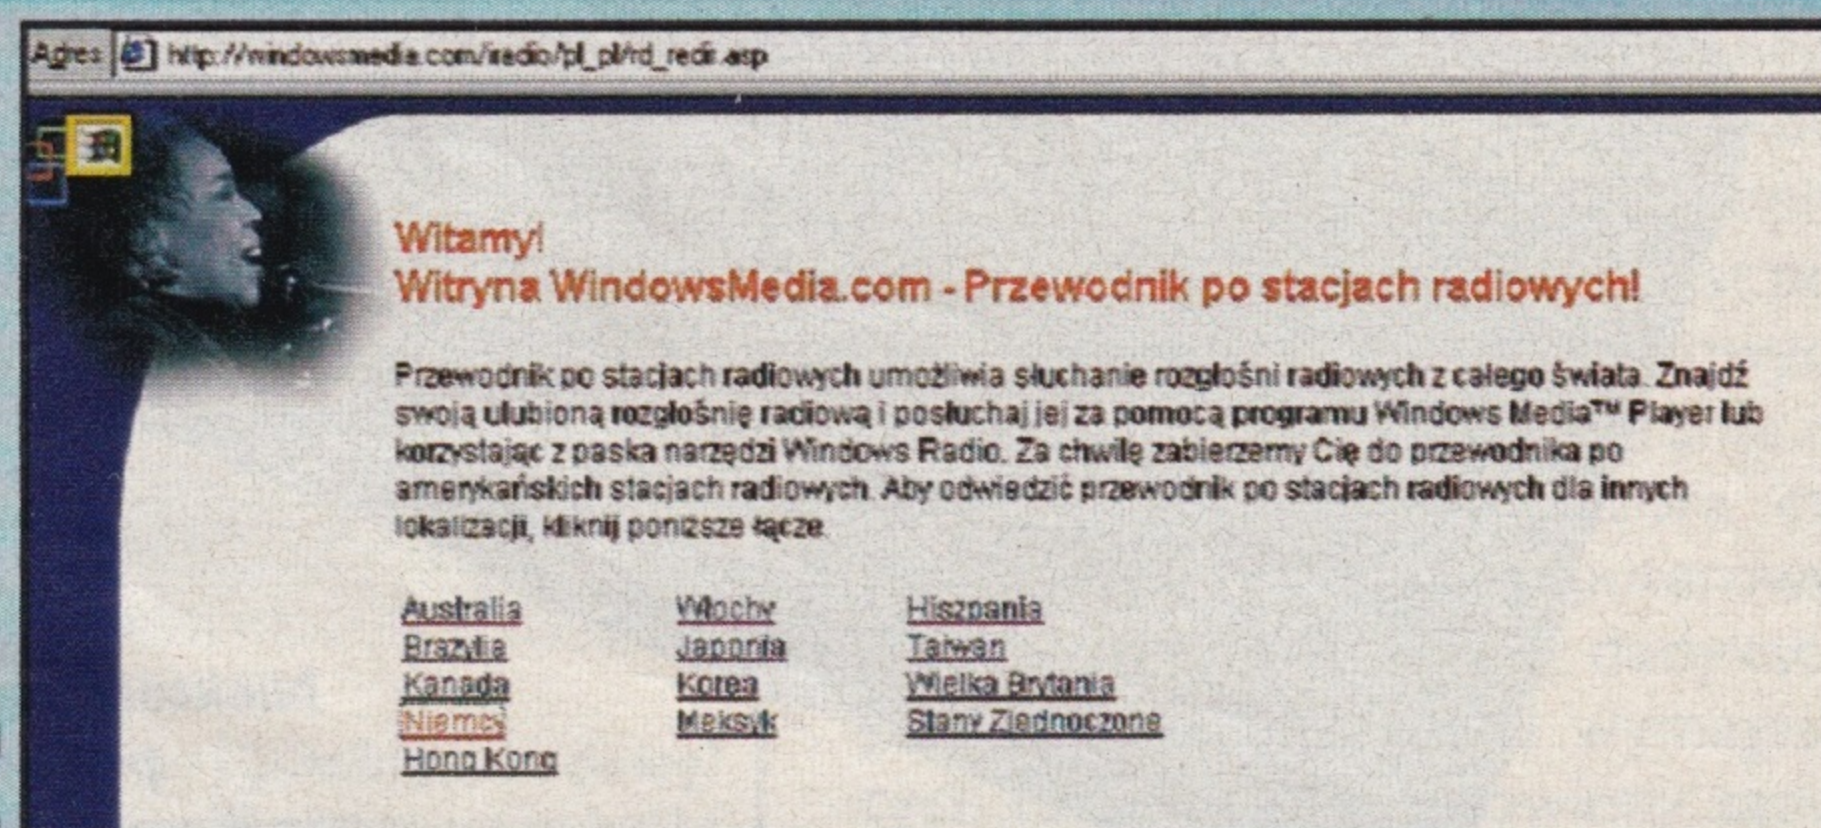 Adres http://windowsmedia.com/iradio/pl_pl/rd_redir.asp
Witamy!
Witryna WindowsMedia.com - Przewodnik po stacjach radiowych!
Przewodnik po stacjach radiowych umożliwia słuchanie rozgłośni radiowych z całego świata. Znajdź
swoją ulubioną rozgłośnię radiową i posłuchaj jej za pomocą programu Windows Media™ Player lub
korzystając z paska narzędzi Windows Radio. Za chwilę zabierzemy Cię do przewodnika po
amerykańskich stacjach radiowych. Aby odwiedzić przewodnik po stacjach radiowych dla innych
lokalizacji, kliknij poniższe łącze.
Australia Włochy Hiszpania
Brazylia Japonia Taiwan
Kanada Korea Wielka Brytania
Niemcy Meksyk Stany Zjednoczone
Hong Kong